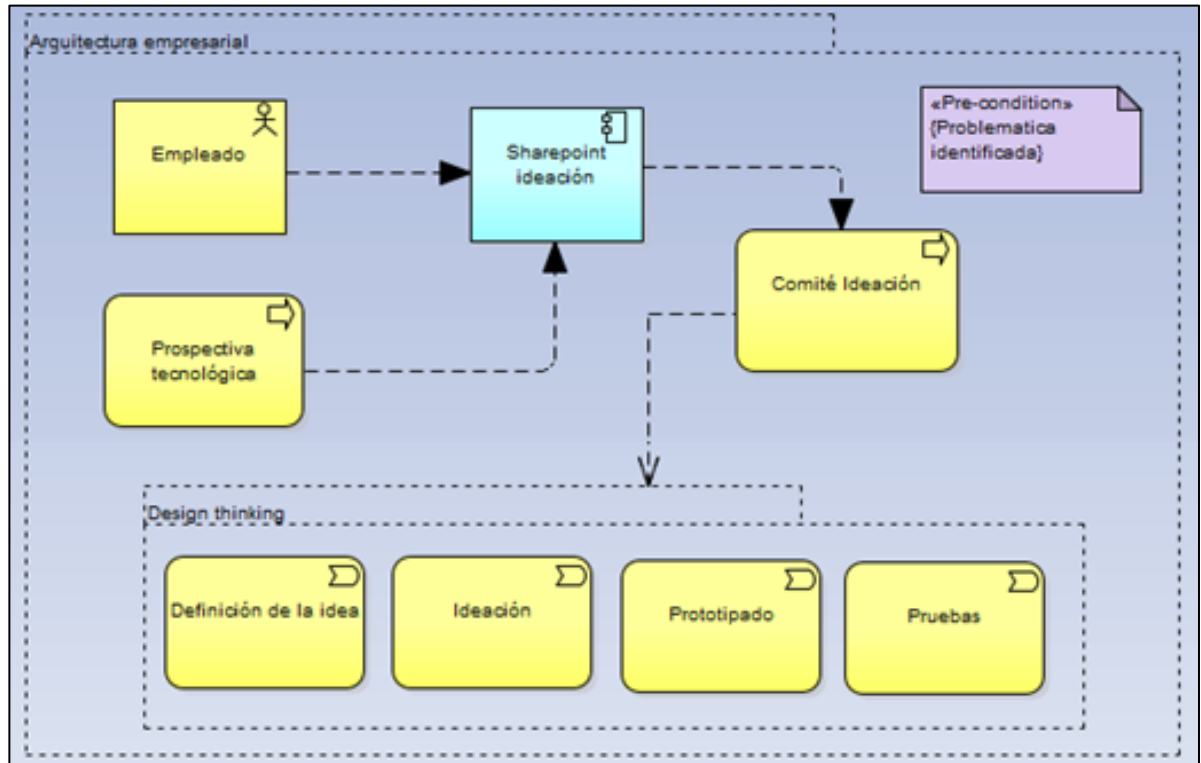 Arquitectura empresarial
Empleado
Sharepoint
ideación
«Pre-condition»
{Problematica
identificada}
Comité Ideación
Prospectiva
tecnológica
Design thinking
Definición de la idea
Ideación
Prototipado
Pruebas